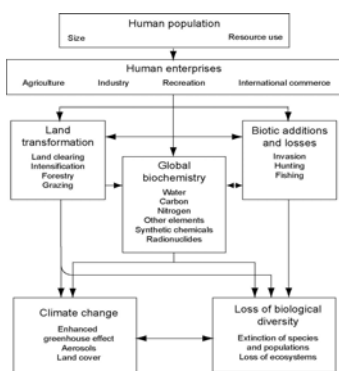 Human population
Size Resource use
Human enterprises
Agriculture Industry Recreation International commerce
Land
transformation
Land clearing
Intensification
Forestry
Grazing
Global
biochemistry
Water
Carbon
Nitrogen
Other elements
Synthetic chemicals
Radionuclides
Biotic additions
and losses
Invasion
Hunting
Fishing
Climate change
Enhanced
greenhouse effect
Aerosols
Land cover
Loss of biological
diversity
Extinction of species
and populations
Loss of ecosystems